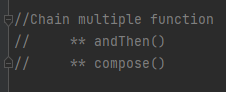 //Chain multiple function
//      ** andThen()
//      ** compose()